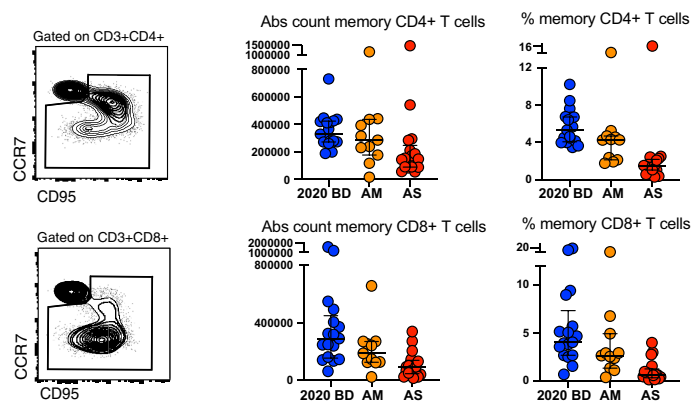 Gated on CD3+CD4+
CCR7
CD95
Abs count memory CD4+ T cells
1500000
1000000
800000
600000
400000
200000
0
2020 BD AM AS
% memory CD4+ T cells
16
12
8
4
0
2020 BD AM AS
Gated on CD3+CD8+
CCR7
CD95
Abs count memory CD8+ T cells
2000000
1400000
800000
400000
0
2020 BD AM AS
% memory CD8+ T cells
20
10
5
0
2020 BD AM AS